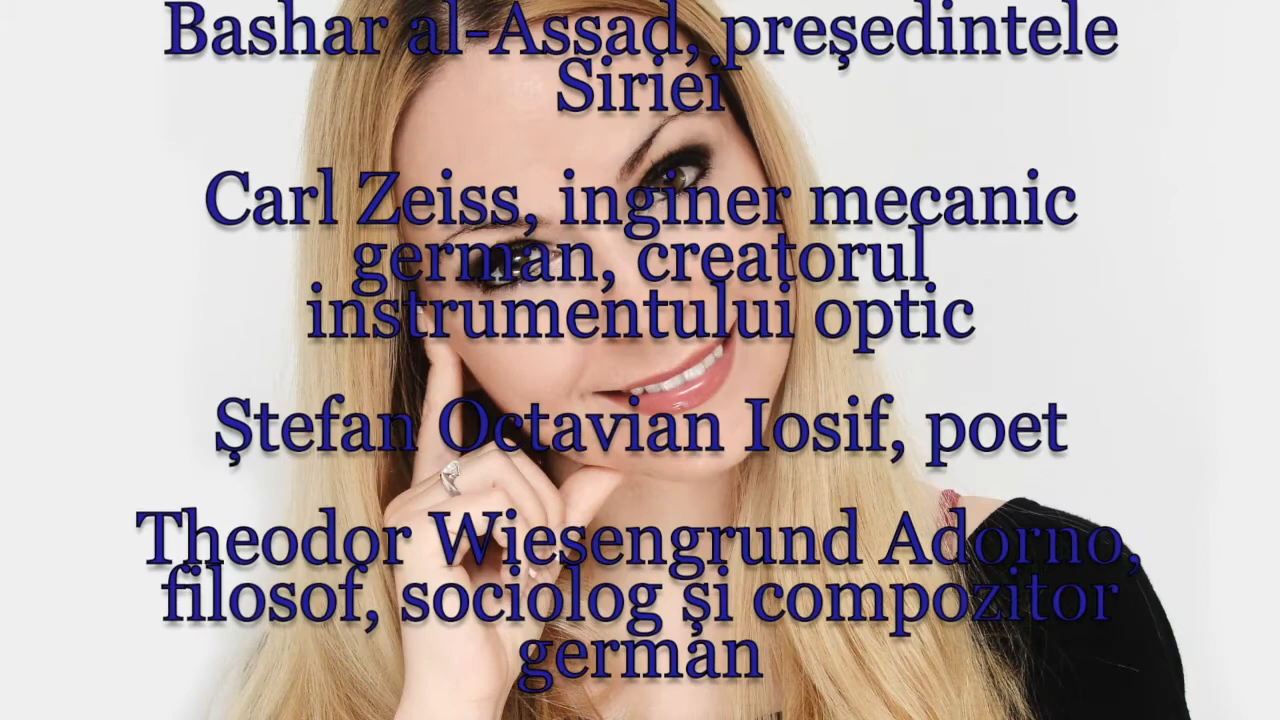 Bashar al-Assad, președintele
Siriei
Carl Zeiss, inginer mecanic
german, creatorul
instrumentului optic
Ștefan Octavian Iosif, poet
Theodor Wiesengrund Adorno,
filosof, sociolog și compozitor
german